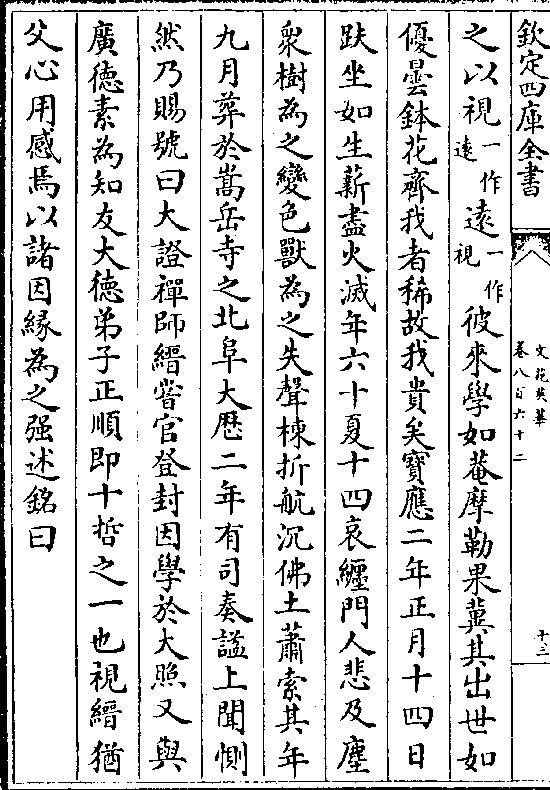 欽定四庫全書
文苑英華
卷八百六十二
十三
之以視一作遠遠一作視彼來學如菴摩勒果冀其出世如
優曇鉢花齊我者稀故我貴矣寶應二年正月十四日
趺坐如生薪盡火滅年六十夏十四哀纏門人悲及塵
衆樹為之變色獸為之失聲棟折航沉佛土蕭索其年
九月葬於嵩岳寺之北阜大歴二年有司奏諡上聞惻
然乃賜號曰大證禪師縉嘗官登封因學於大照又與
廣德素為知友大德弟子正順即十哲之一也視縉猶
父心用感焉以諸因緣為之强述銘曰